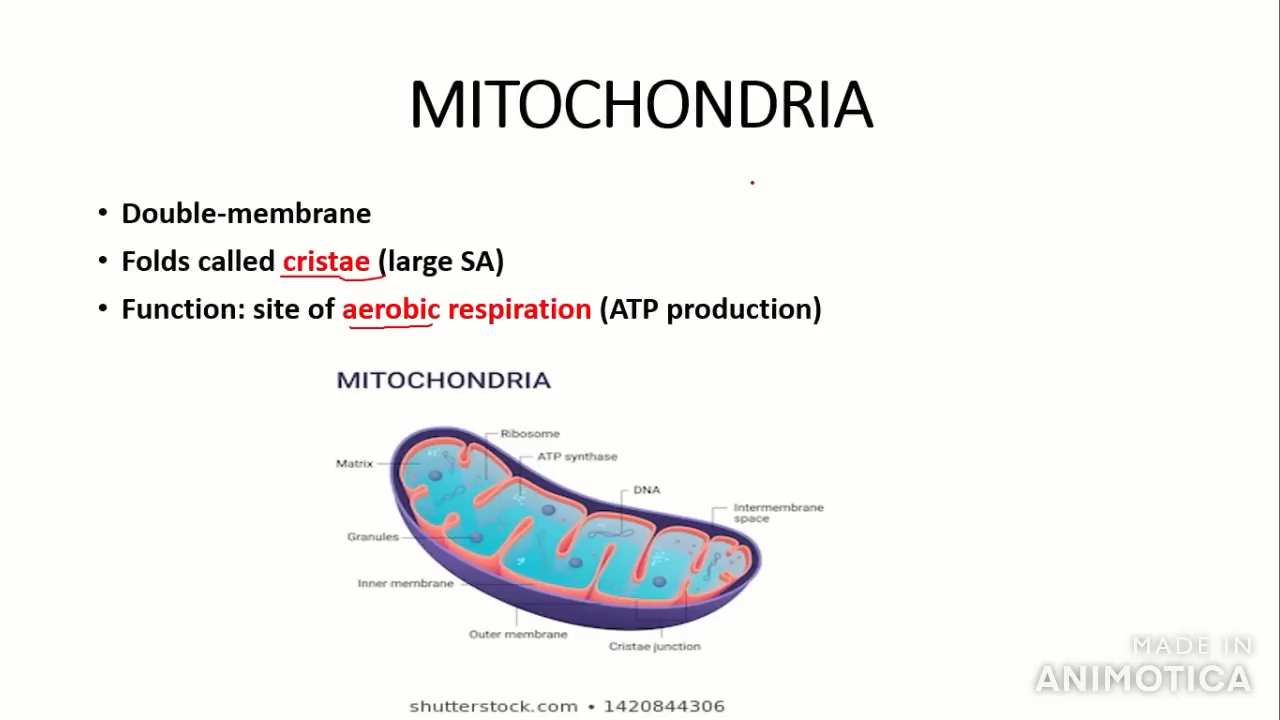 MITOCHONDRIA
• Double-membrane
• Folds called cristae (large SA)
• Function: site of aerobic respiration (ATP production)
MITOCHONDRIA
Ribosome
ATP synthase
Matrix
DNA
Intermembrane
space
Granules
Inner membrane
Outer membrane
Cristae junction
MADE IN
ANIMOTICA
shutterstock.com • 1420844306